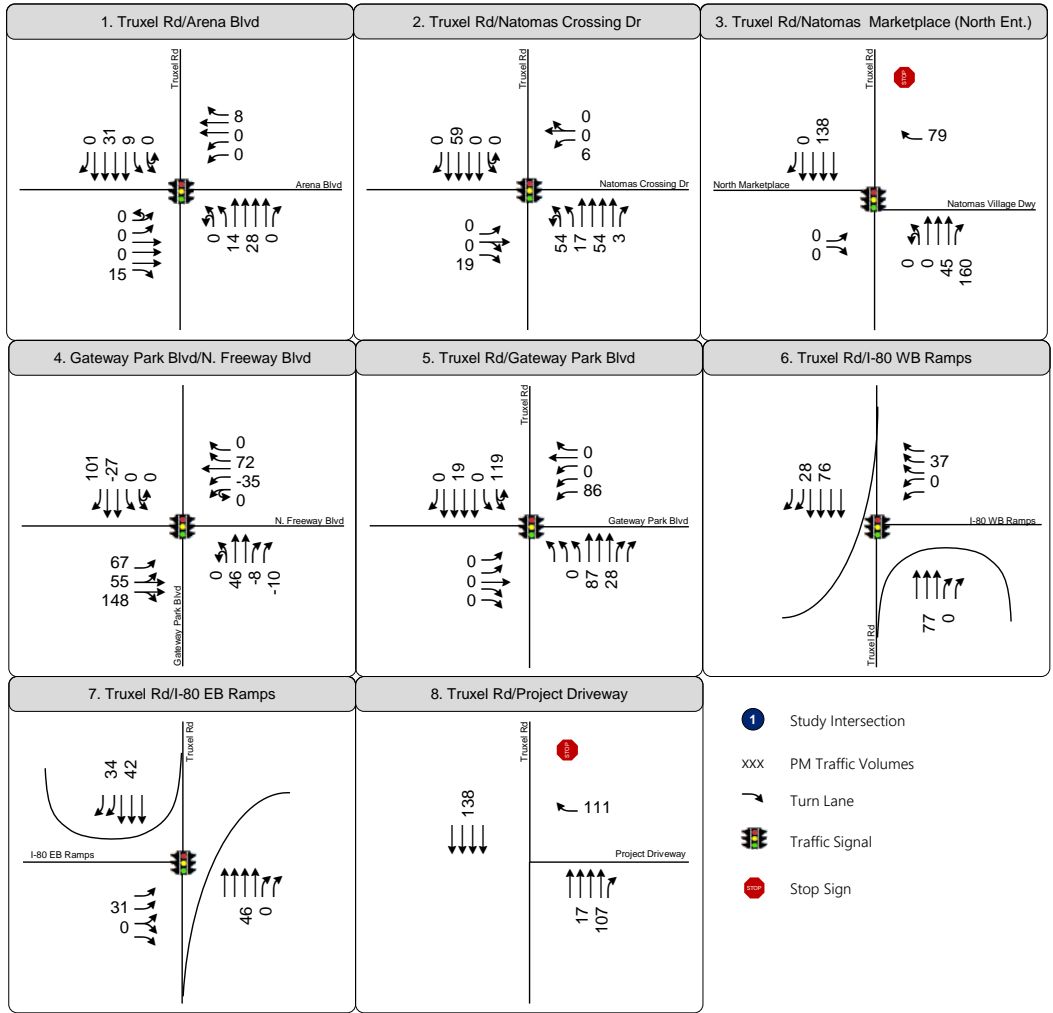 1. Truxel Rd/Arena Blvd
Truxel Rd
0
31
9
0
8
0
0
Arena Blvd
0
0
0
15
0
14
28
0
2. Truxel Rd/Natomas Crossing Dr
Truxel Rd
0
59
0
0
0
0
6
Natomas Crossing Dr
0
0
19
54
17
54
3
3. Truxel Rd/Natomas Marketplace (North Ent.)
Truxel Rd
STOP
0
138
79
North Marketplace
Natomas Village Dwy
0
0
0
0
45
160
4. Gateway Park Blvd/N. Freeway Blvd
101
-27
0
0
0
72
-35
0
N. Freeway Blvd
67
55
148
Gateway Park Blvd
0
46
-8
-10
5. Truxel Rd/Gateway Park Blvd
Truxel Rd
0
19
0
119
0
0
86
Gateway Park Blvd
0
0
0
0
0
87
28
6. Truxel Rd/I-80 WB Ramps
28
76
37
0
I-80 WB Ramps
Truxel Rd
77
0
7. Truxel Rd/I-80 EB Ramps
Truxel Rd
34
42
I-80 EB Ramps
31
0
46
0
8. Truxel Rd/Project Driveway
Truxel Rd
STOP
138
111
Project Driveway
17
107
1 Study Intersection
XXX PM Traffic Volumes
Turn Lane
Traffic Signal
STOP Stop Sign